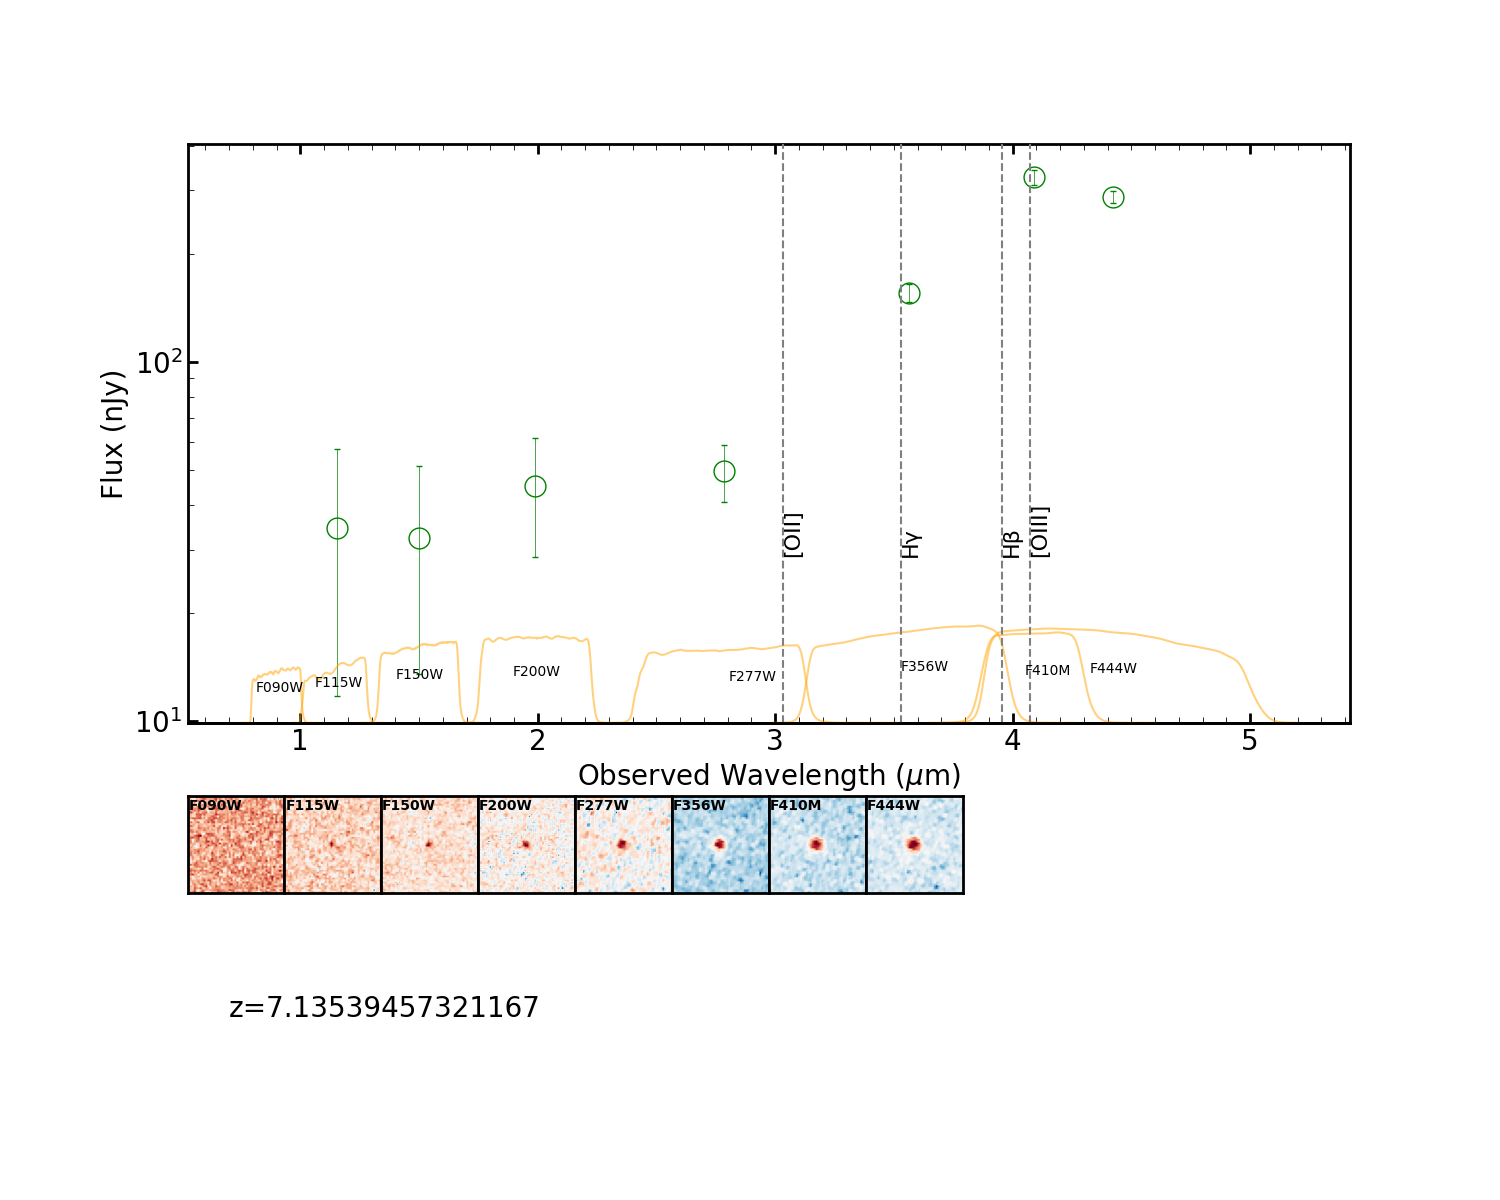 Flux (nJy)
10²
10¹
[OII]
Hγ
Hβ
[OIII]
F090W
F115W
F150W
F200W
F277W
F356W
F410M
F444W
1 2 3 4 5
Observed Wavelength (μm)
F090W F115W F150W F200W F277W F356W F410M F444W
z=7.13539457321167